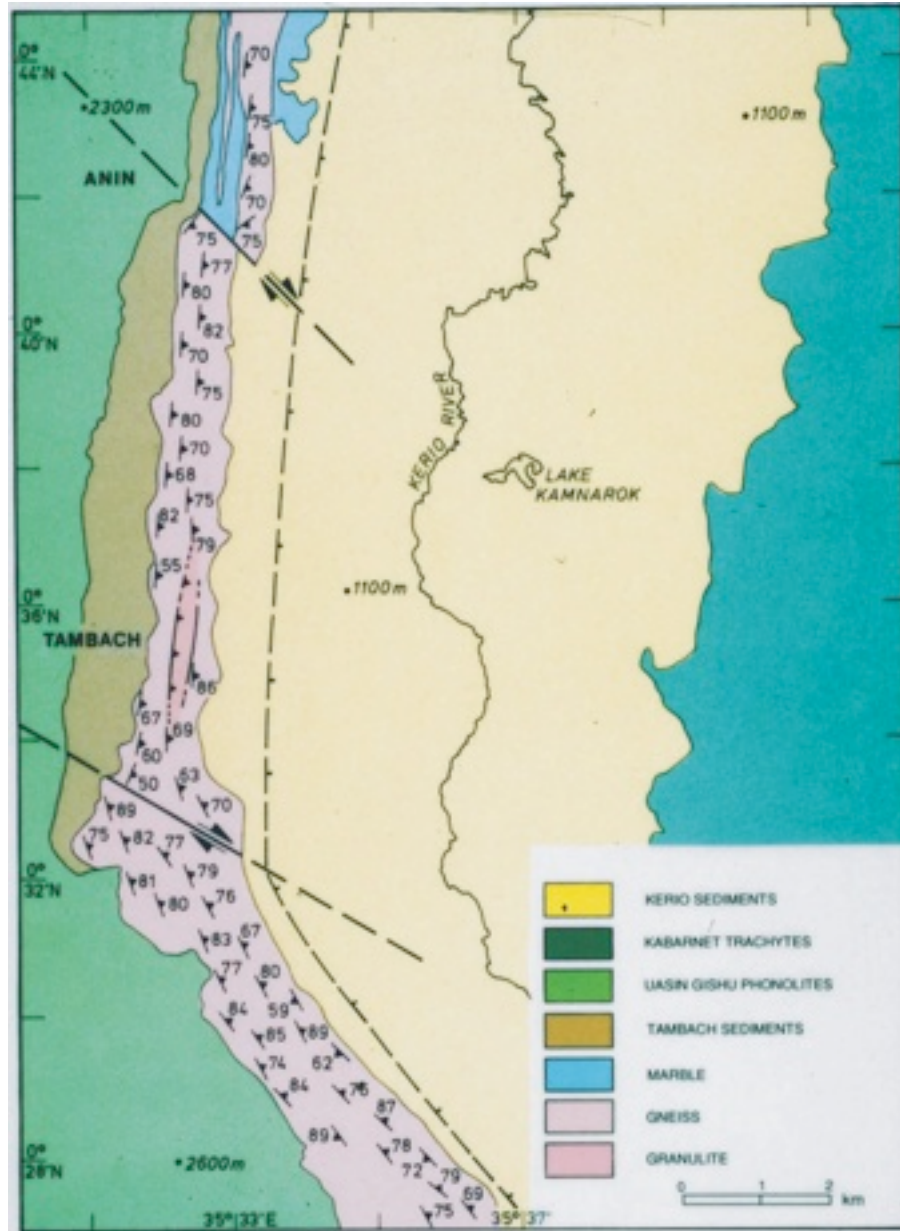 0°
44'N
2300m
ANIN
70
75
80
70
75
1100m
75
77
80
82
70
75
80
70
68
75
82
79
55
0°
40'N
KERIO RIVER
LAKE
KAMNAROK
0°
36'N
1100m
TAMBACH
86
67
69
60
50
63
70
89
75
82
77
79
0°
32'N
81
80
76
83
67
77
80
59
84
85
89
74
62
84
76
87
89
78
72
79
69
75
0°
28'N
2600m
35° 33'E
35° 37'
KERIO SEDIMENTS
KABARNET TRACHYTES
UASIN GISHU PHONOLITES
TAMBACH SEDIMENTS
MARBLE
GNEISS
GRANULITE
0 1 2
km